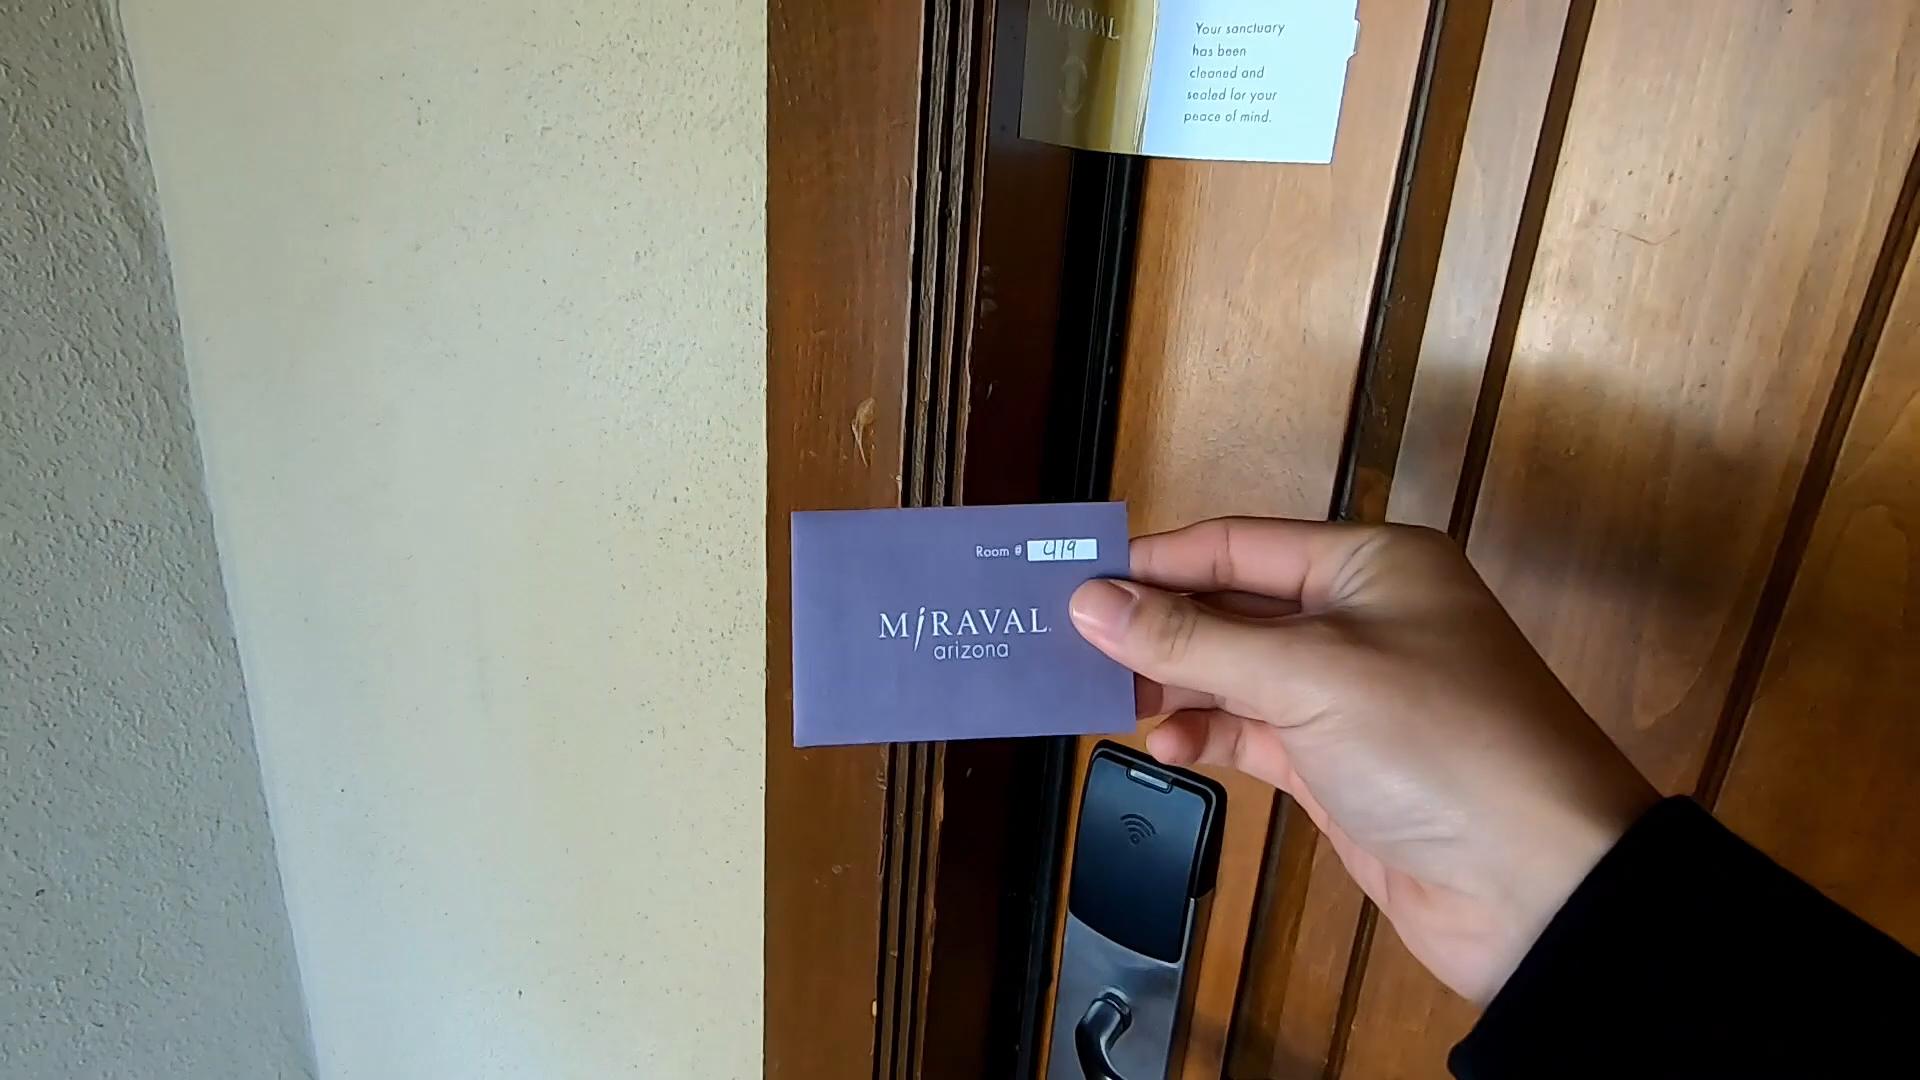 MIRAVAL
Your sanctuary
has been
cleaned and
sealed for your
peace of mind.
Room # 419
MIRAVAL
arizona